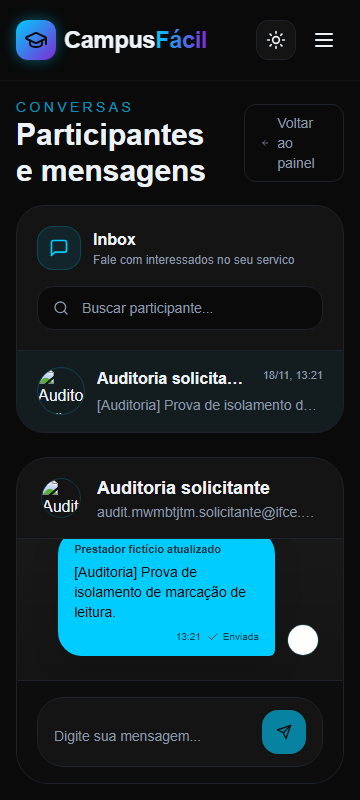 CampusFácil
CONVERSAS
Participantes
e mensagens
Voltar
ao
painel
Inbox
Fale com interessados no seu servico
Buscar participante...
Auditoria solicita...
18/11, 13:21
[Auditoria] Prova de isolamento d...
Auditoria solicitante
audit.mwmbtjtm.solicitante@ifce....
Prestador fictício atualizado
[Auditoria] Prova de
isolamento de marcação de
leitura.
13:21 Enviada
Digite sua mensagem...